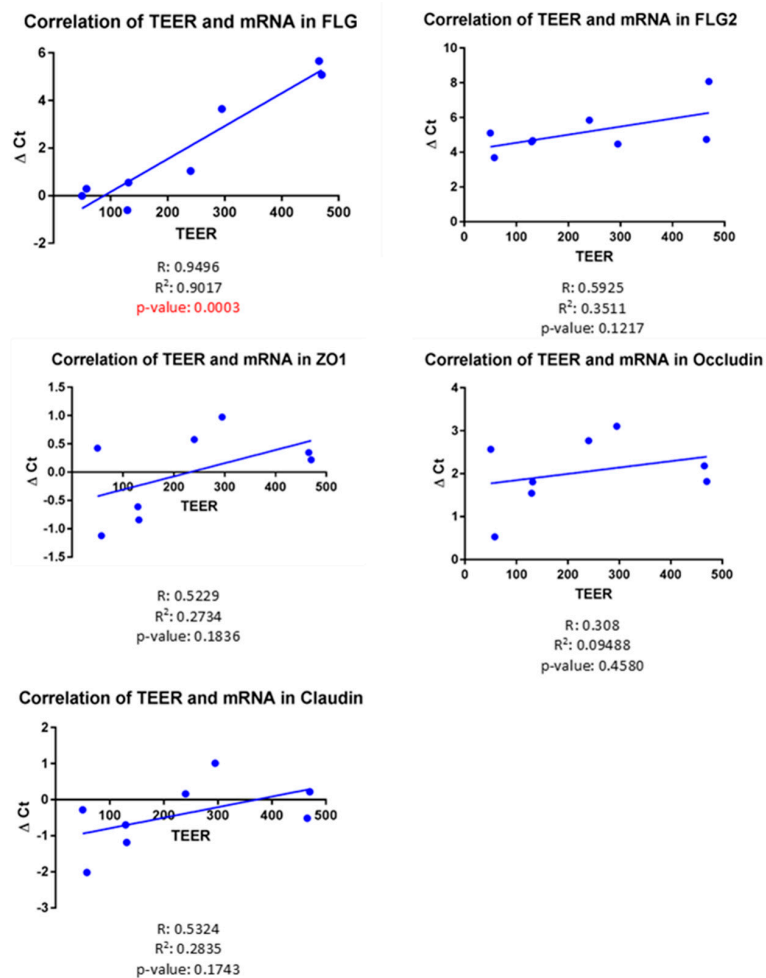 Correlation of TEER and mRNA in FLG
6
4
2
0
-2
Δ Ct
100
200
300
400
500
TEER
R: 0.9496
R²: 0.9017
p-value: 0.0003
Correlation of TEER and mRNA in FLG2
10
8
6
4
2
0
Δ Ct
0
100
200
300
400
500
TEER
R: 0.5925
R²: 0.3511
p-value: 0.1217
Correlation of TEER and mRNA in ZO1
1.5
1.0
0.5
0.0
-0.5
-1.0
-1.5
Δ Ct
100
200
300
400
500
TEER
R: 0.5229
R²: 0.2734
p-value: 0.1836
Correlation of TEER and mRNA in Occludin
4
3
2
1
0
Δ Ct
0
100
200
300
400
500
TEER
R: 0.308
R²: 0.09488
p-value: 0.4580
Correlation of TEER and mRNA in Claudin
2
1
0
-1
-2
-3
Δ Ct
100
200
300
400
500
TEER
R: 0.5324
R²: 0.2835
p-value: 0.1743